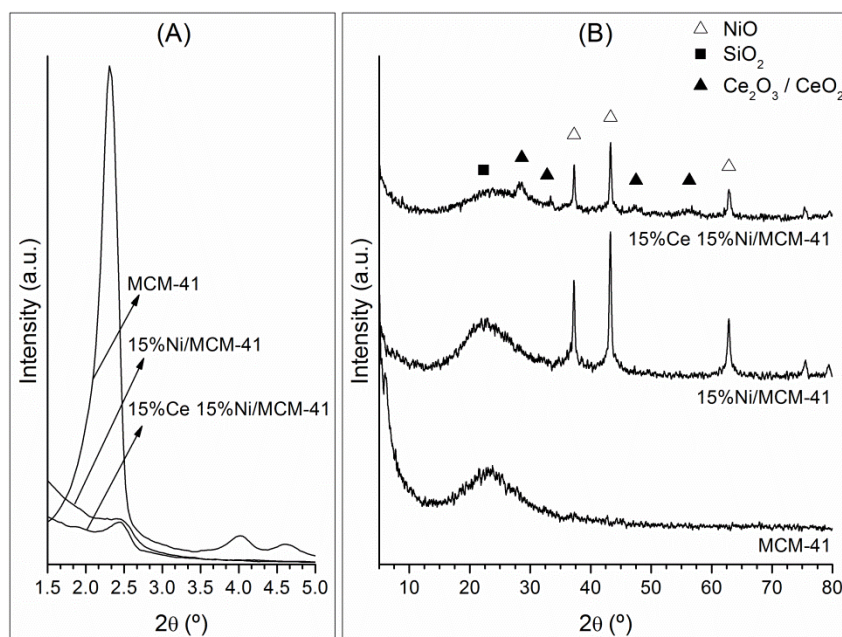 (A)
Intensity (a.u.)
MCM-41
15%Ni/MCM-41
15%Ce 15%Ni/MCM-41
1.5 2.0 2.5 3.0 3.5 4.0 4.5 5.0
2θ (º)
(B)
△ NiO
■ SiO₂
▲ Ce₂O₃ / CeO₂
Intensity (a.u.)
15%Ce 15%Ni/MCM-41
15%Ni/MCM-41
MCM-41
10 20 30 40 50 60 70 80
2θ (º)